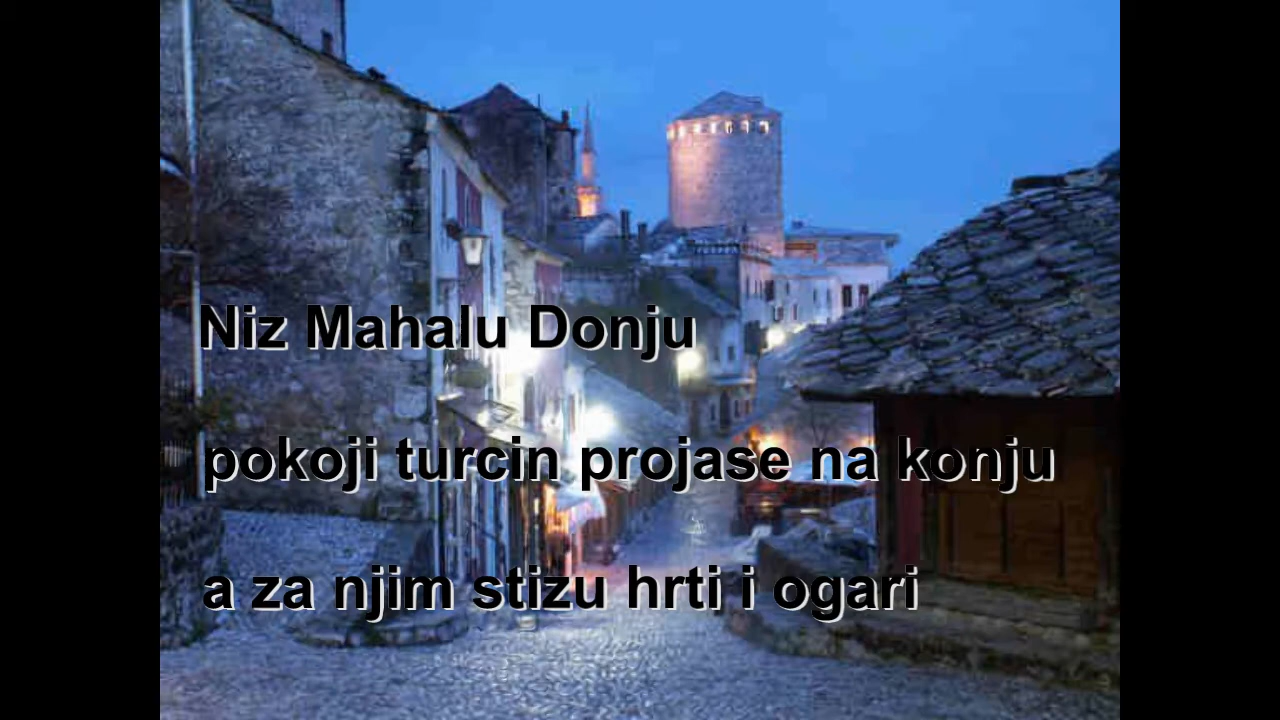 Niz Mahalu Donju
pokoji turcin projase na konju
a za njim stizu hrti i ogari